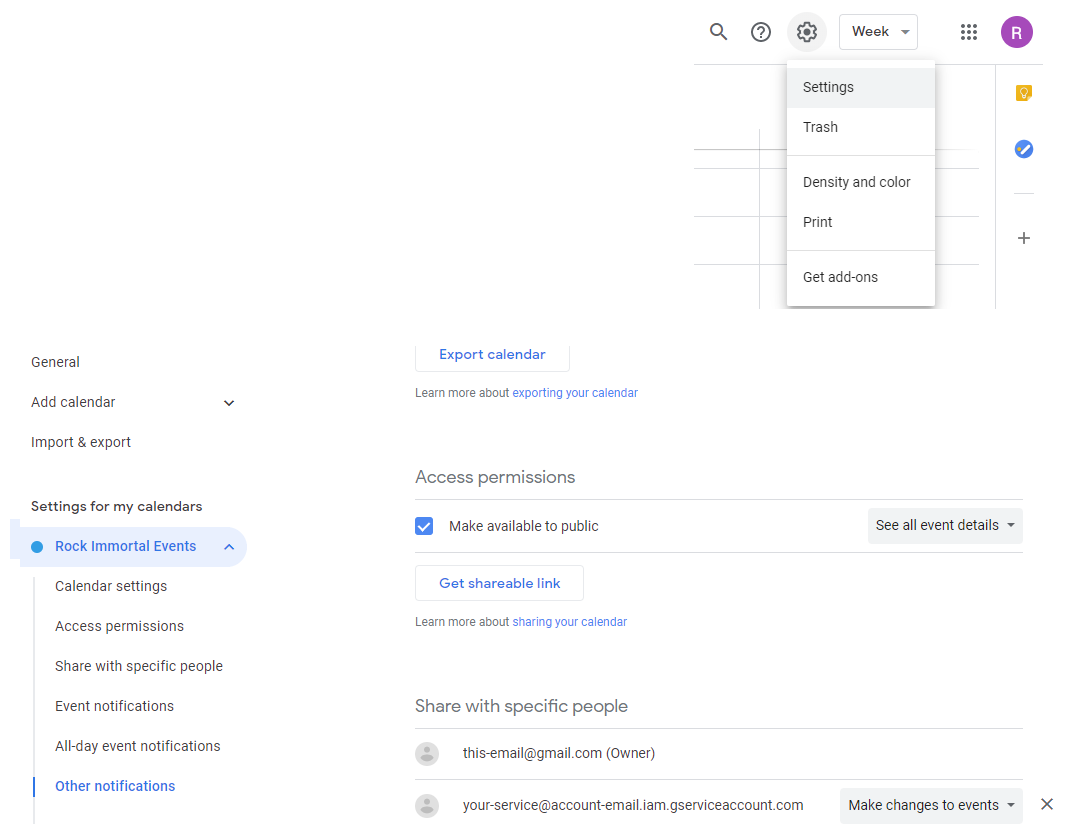 Week
R
Settings
Trash
Density and color
Print
Get add-ons
General
Add calendar
Import & export
Settings for my calendars
Rock Immortal Events
Calendar settings
Access permissions
Share with specific people
Event notifications
All-day event notifications
Other notifications
Export calendar
Learn more about exporting your calendar
Access permissions
Make available to public See all event details
Get shareable link
Learn more about sharing your calendar
Share with specific people
this-email@gmail.com (Owner)
your-service@account-email.iam.gserviceaccount.com Make changes to events